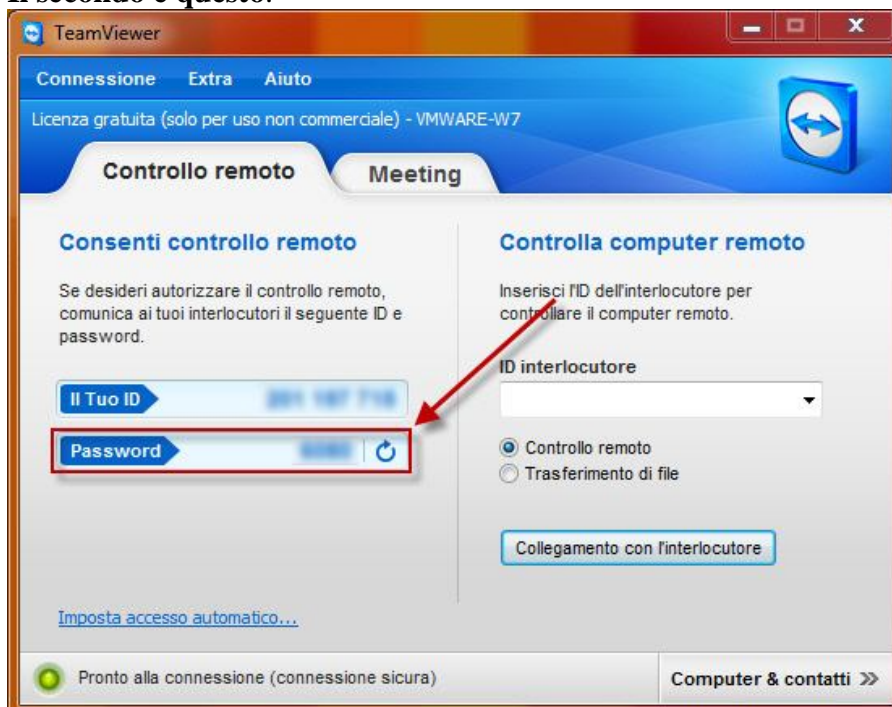 Il secondo è questo:
TeamViewer
Connessione Extra Aiuto
Licenza gratuita (solo per uso non commerciale) - VMWARE-W7
Controllo remoto Meeting
Consenti controllo remoto
Se desideri autorizzare il controllo remoto,
comunica ai tuoi interlocutori il seguente ID e
password.
Il Tuo ID
Password
Imposta accesso automatico...
Controlla computer remoto
Inserisci l'ID dell'interlocutore per
controllare il computer remoto.
ID interlocutore
Controllo remoto
Trasferimento di file
Collegamento con l'interlocutore
Pronto alla connessione (connessione sicura)
Computer & contatti